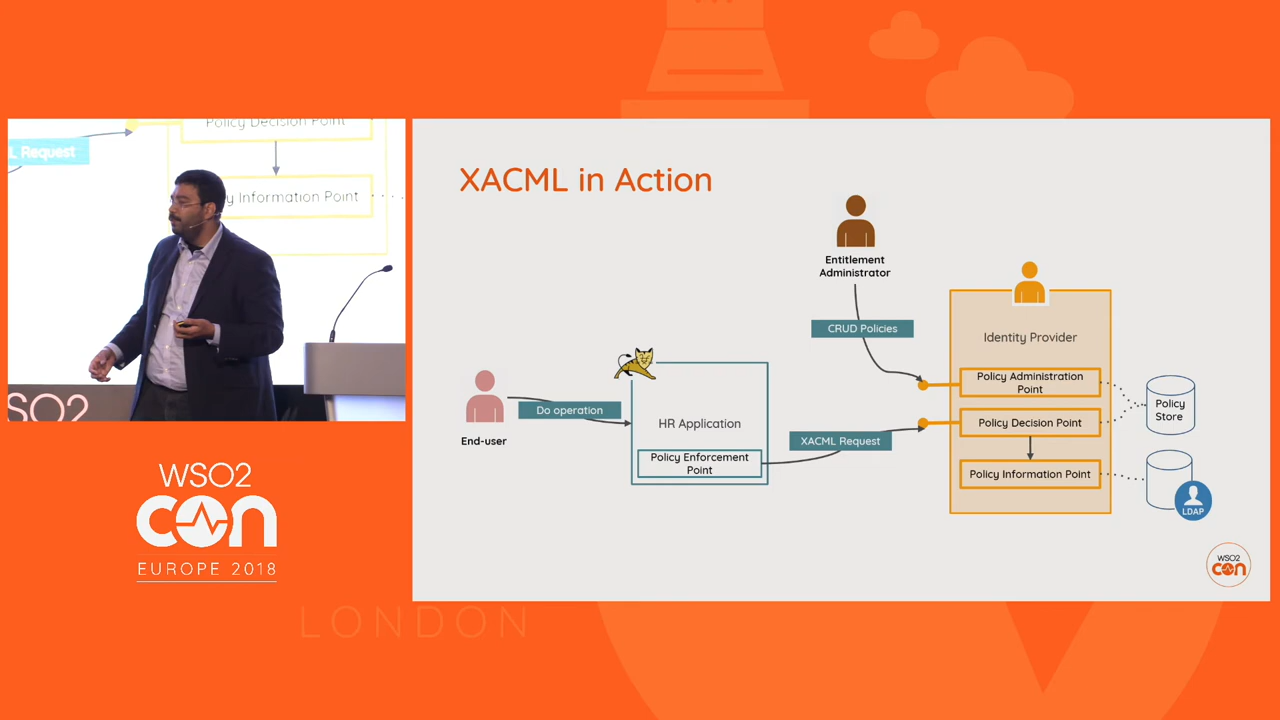 Policy Decision Point
L Request
y Information Point
SO2
WSO2
CON
EUROPE 2018
LONDON
XACML in Action
Entitlement
Administrator
CRUD Policies
Identity Provider
Policy Administration
Point
Policy Decision Point
Policy Information Point
Policy
Store
LDAP
Do operation
End-user
HR Application
Policy Enforcement
Point
XACML Request
WSO2
CON